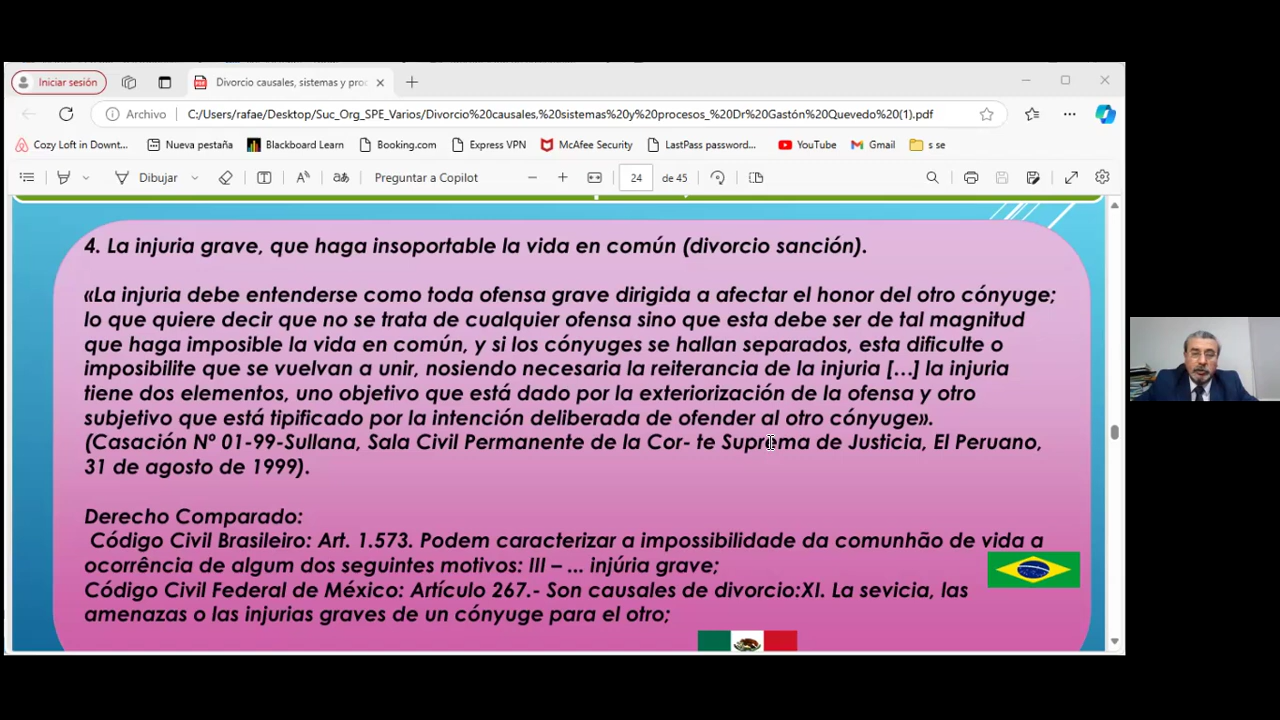 Iniciar sesión
Divorcio causales, sistemas y proc
Archivo
C:/Users/rafae/Desktop/Suc_Org_SPE_Varios/Divorcio%20causales,%20sistemas%20y%20procesos_%20Dr%20Gastón%20Quevedo%20(1).pdf
Cozy Loft in Downt... Nueva pestaña Blackboard Learn Booking.com Express VPN McAfee Security LastPass password... YouTube Gmail s se
Dibujar Preguntar a Copilot 24 de 45
4. La injuria grave, que haga insoportable la vida en común (divorcio sanción).
«La injuria debe entenderse como toda ofensa grave dirigida a afectar el honor del otro cónyuge;
lo que quiere decir que no se trata de cualquier ofensa sino que esta debe ser de tal magnitud
que haga imposible la vida en común, y si los cónyuges se hallan separados, esta dificulte o
imposibilite que se vuelvan a unir, nosiendo necesaria la reiterancia de la injuria [...] la injuria
tiene dos elementos, uno objetivo que está dado por la exteriorización de la ofensa y otro
subjetivo que está tipificado por la intención deliberada de ofender al otro cónyuge».
(Casación Nº 01-99-Sullana, Sala Civil Permanente de la Cor- te Suprema de Justicia, El Peruano,
31 de agosto de 1999).
Derecho Comparado:
Código Civil Brasileiro: Art. 1.573. Podem caracterizar a impossibilidade da comunhão de vida a
ocorrência de algum dos seguintes motivos: III – ... injúria grave;
Código Civil Federal de México: Artículo 267.- Son causales de divorcio:XI. La sevicia, las
amenazas o las injurias graves de un cónyuge para el otro;